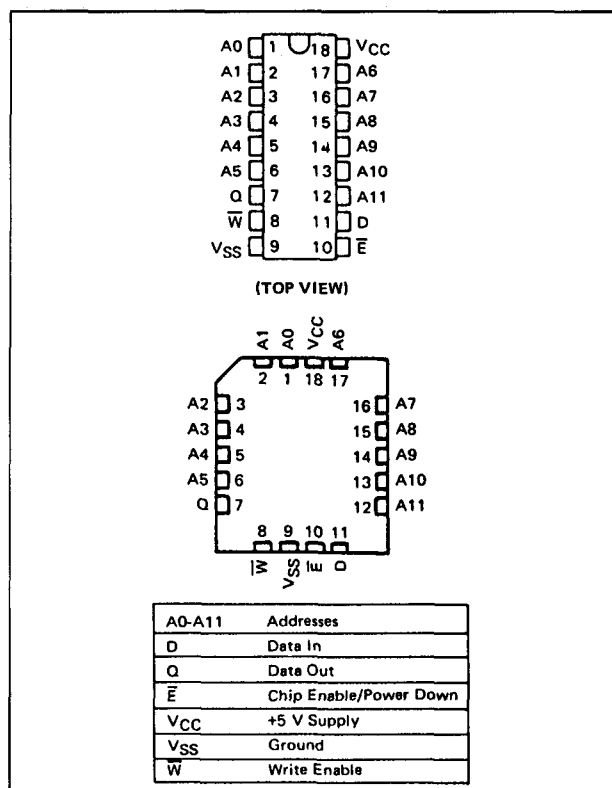 A0 1 18 VCC
A1 2 17 A6
A2 3 16 A7
A3 4 15 A8
A4 5 14 A9
A5 6 13 A10
Q 7 12 A11
W̅ 8 11 D
VSS 9 10 E̅
(TOP VIEW)
A1 A0 VCC A6
2 1 18 17
A2 3 16 A7
A3 4 15 A8
A4 5 14 A9
A5 6 13 A10
Q 7 12 A11
8 9 10 11
W̅ VSS E̅ D
A0-A11 Addresses
D Data In
Q Data Out
E̅ Chip Enable/Power Down
VCC +5 V Supply
VSS Ground
W̅ Write Enable